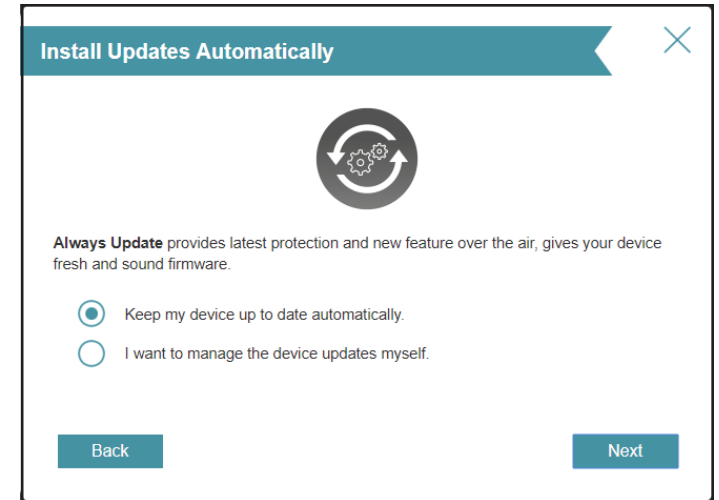 Install Updates Automatically
Always Update provides latest protection and new feature over the air, gives your device
fresh and sound firmware.
Keep my device up to date automatically.
I want to manage the device updates myself.
Back
Next